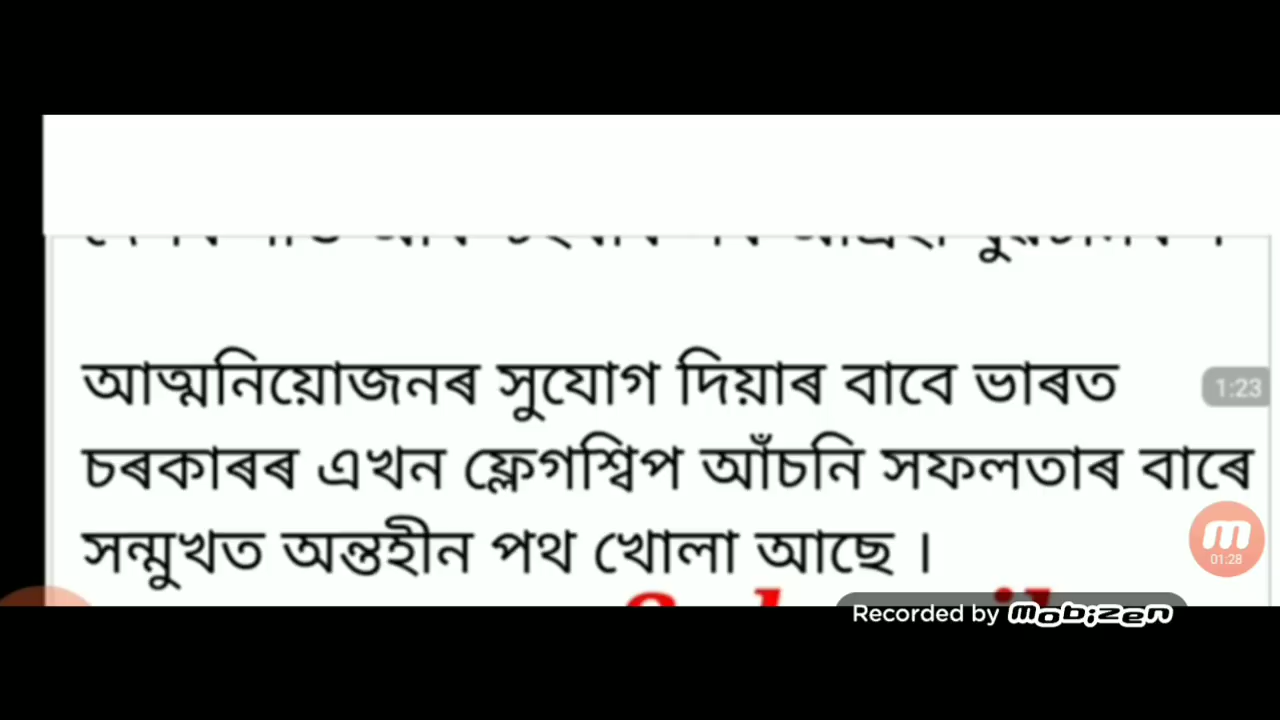 আত্মনিয়োজনৰ সুযোগ দিয়াৰ বাবে ভাৰত
1:23
চৰকাৰৰ এখন ফ্লেগশ্বিপ আঁচনি সফলতাৰ বাৰে
সন্মুখত অন্তহীন পথ খোলা আছে ।
01:28
Recorded by mobizen